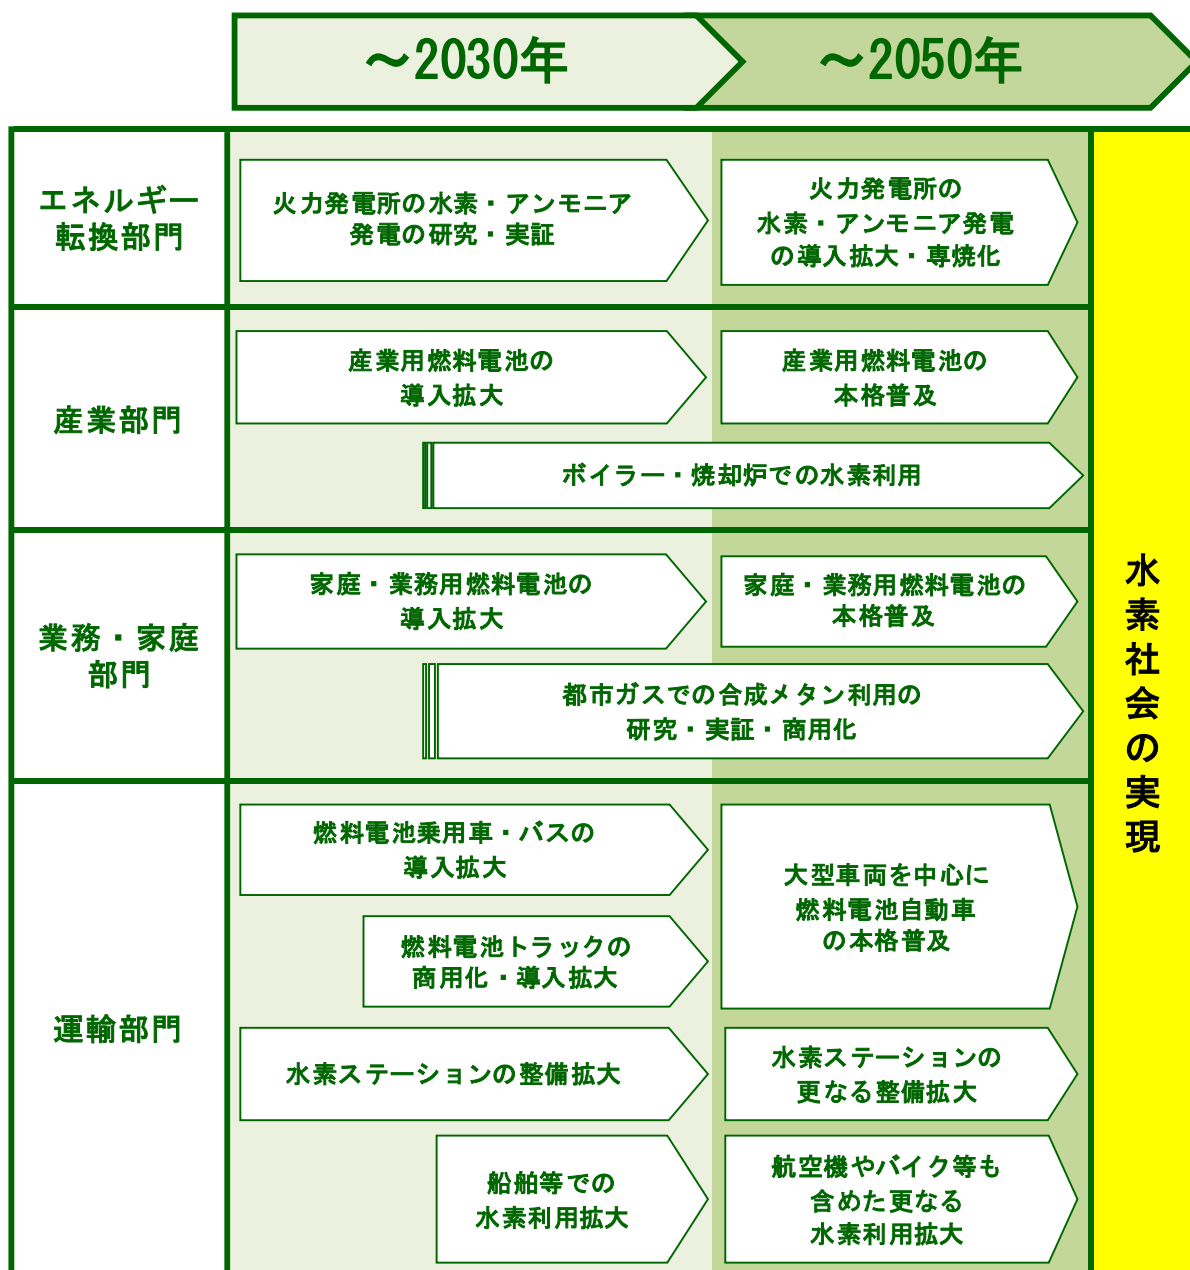 ～2030年
～2050年
エネルギー
転換部門
火力発電所の水素・アンモニア
発電の研究・実証
火力発電所の
水素・アンモニア発電
の導入拡大・専焼化
産業部門
産業用燃料電池の
導入拡大
産業用燃料電池の
本格普及
ボイラー・焼却炉での水素利用
業務・家庭
部門
家庭・業務用燃料電池の
導入拡大
家庭・業務用燃料電池の
本格普及
都市ガスでの合成メタン利用の
研究・実証・商用化
運輸部門
燃料電池乗用車・バスの
導入拡大
燃料電池トラックの
商用化・導入拡大
大型車両を中心に
燃料電池自動車
の本格普及
水素ステーションの整備拡大
水素ステーションの
更なる整備拡大
船舶等での
水素利用拡大
航空機やバイク等も
含めた更なる
水素利用拡大
水素社会の実現